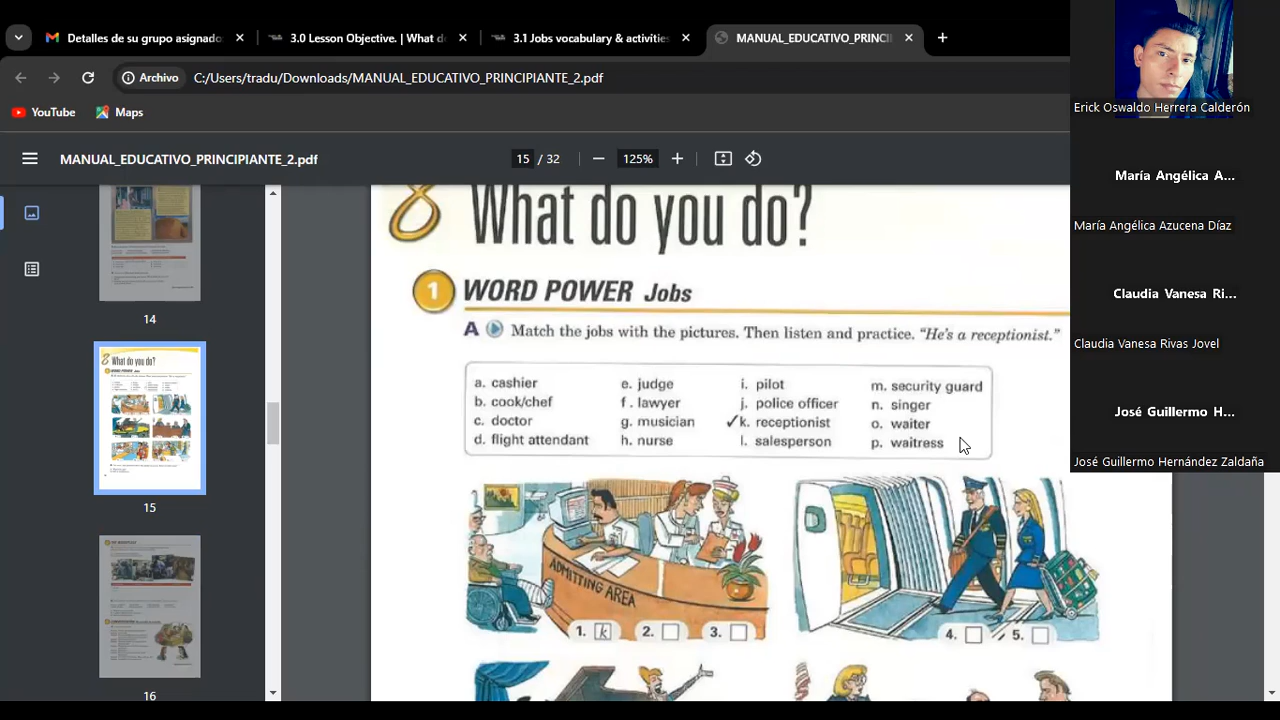 Detalles de su grupo asignado
3.0 Lesson Objective. | What d
3.1 Jobs vocabulary & activities
MANUAL_EDUCATIVO_PRINCI
Archivo
C:/Users/tradu/Downloads/MANUAL_EDUCATIVO_PRINCIPIANTE_2.pdf
YouTube
Maps
MANUAL_EDUCATIVO_PRINCIPIANTE_2.pdf
15 / 32
125%
14
15
16
8 What do you do?
1 WORD POWER Jobs
A Match the jobs with the pictures. Then listen and practice. "He's a receptionist."
a. cashier
b. cook/chef
c. doctor
d. flight attendant
e. judge
f. lawyer
g. musician
h. nurse
i. pilot
j. police officer
✓k. receptionist
l. salesperson
m. security guard
n. singer
o. waiter
p. waitress
ADMITTING AREA
1. k 2. 3.
4. 5.
Erick Oswaldo Herrera Calderón
María Angélica A...
María Angélica Azucena Díaz
Claudia Vanesa Ri...
Claudia Vanesa Rivas Jovel
José Guillermo H...
José Guillermo Hernández Zaldaña